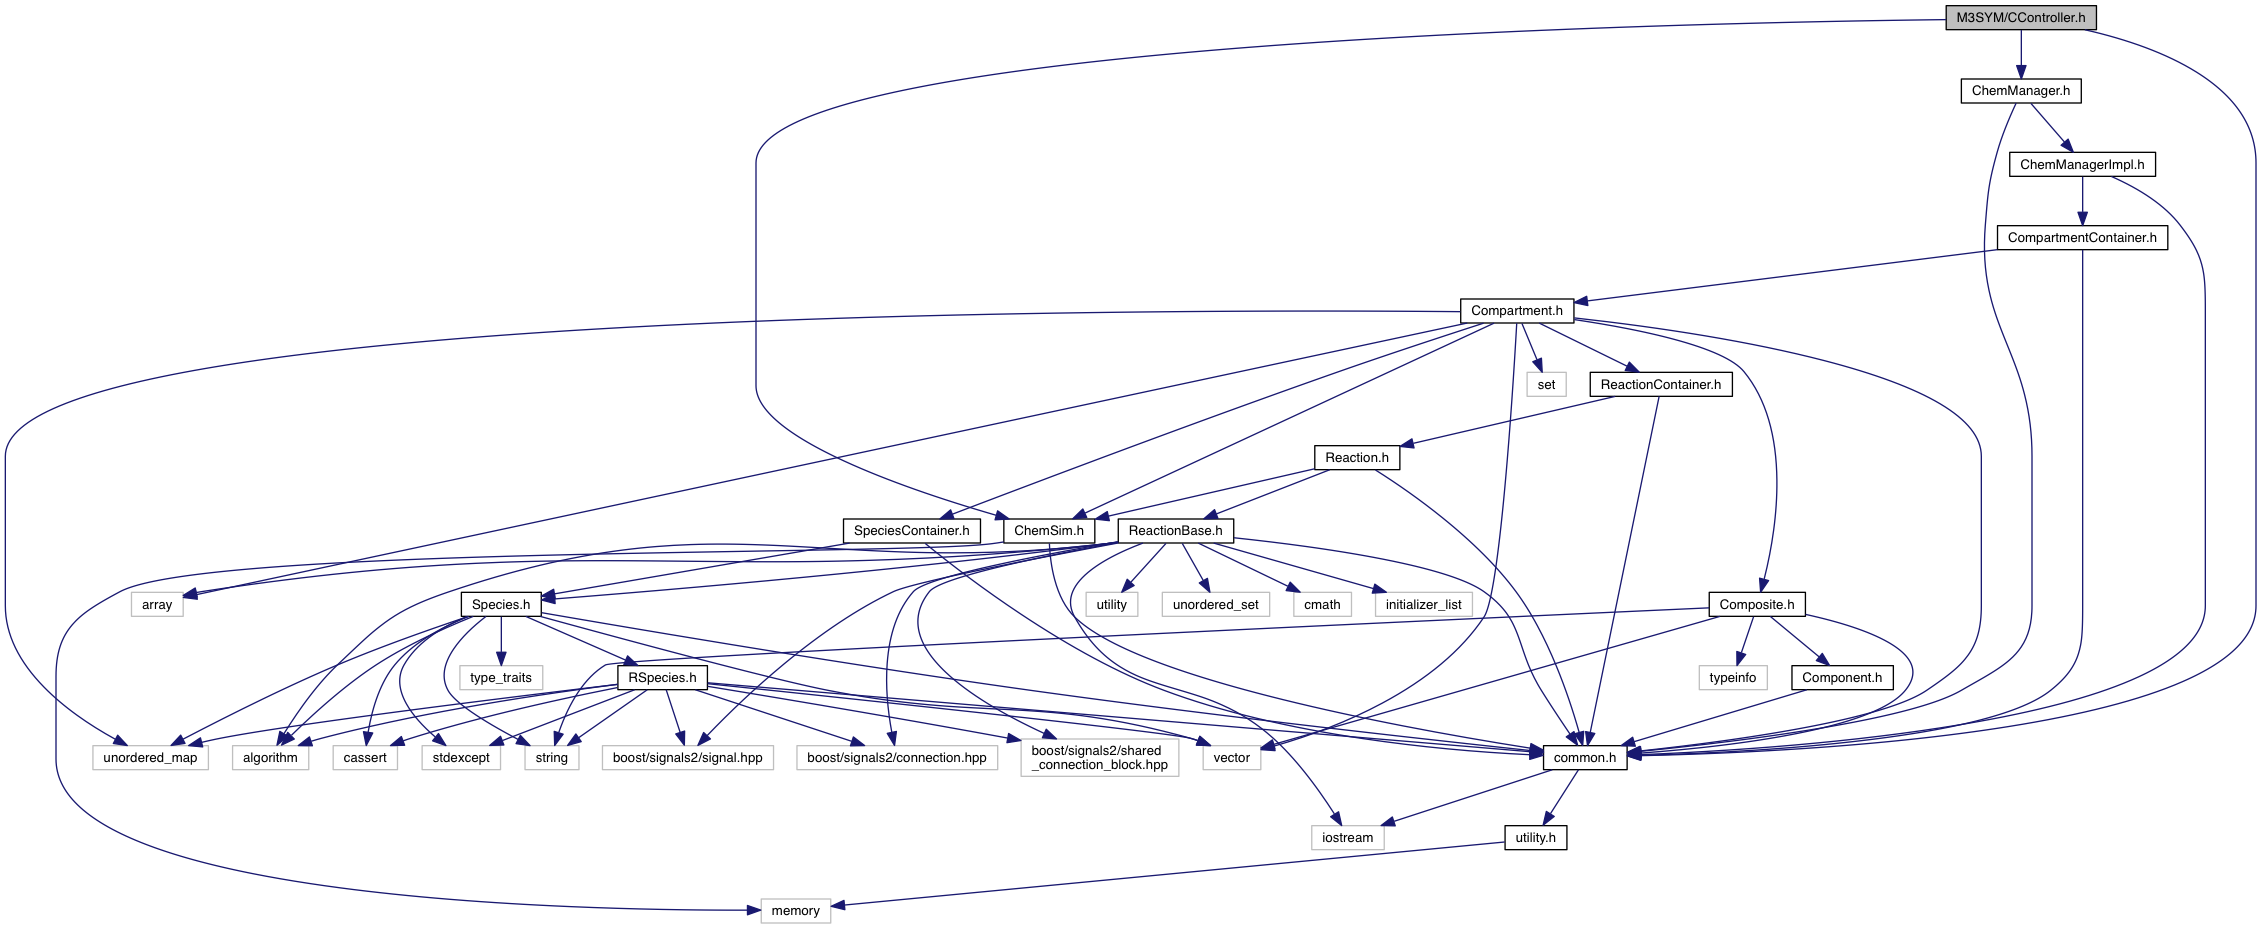 M3SYM/CController.h
ChemManager.h
ChemManagerImpl.h
CompartmentContainer.h
Compartment.h
set
ReactionContainer.h
Reaction.h
SpeciesContainer.h
ChemSim.h
ReactionBase.h
array
Species.h
utility
unordered_set
cmath
initializer_list
Composite.h
type_traits
RSpecies.h
typeinfo
Component.h
unordered_map
algorithm
cassert
stdexcept
string
boost/signals2/signal.hpp
boost/signals2/connection.hpp
boost/signals2/shared
_connection_block.hpp
vector
common.h
iostream
utility.h
memory